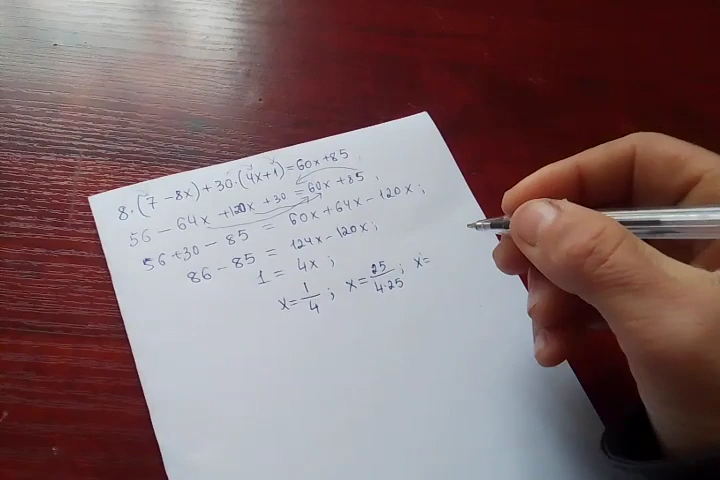 8·(7-8x)+30·(4x+1)=60x+85
56-64x+120x+30=60x+85;
56+30-85=60x+64x-120x;
86-85=124x-120x;
1=4x;
x=1/4; x=25/4·25; x=